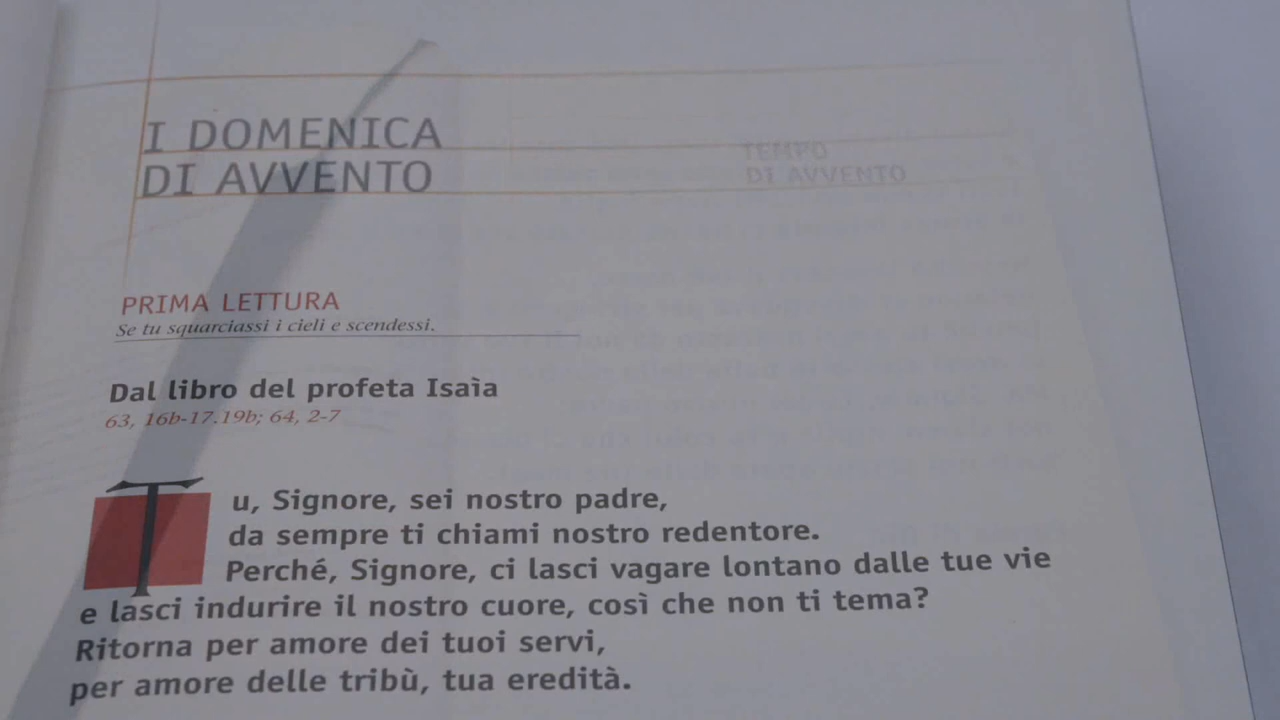 I DOMENICA
DI AVVENTO
TEMPO
DI AVVENTO
PRIMA LETTURA
Se tu squarciassi i cieli e scendessi.
Dal libro del profeta Isaìa
63, 16b-17.19b; 64, 2-7
Tu, Signore, sei nostro padre,
da sempre ti chiami nostro redentore.
Perché, Signore, ci lasci vagare lontano dalle tue vie
e lasci indurire il nostro cuore, così che non ti tema?
Ritorna per amore dei tuoi servi,
per amore delle tribù, tua eredità.